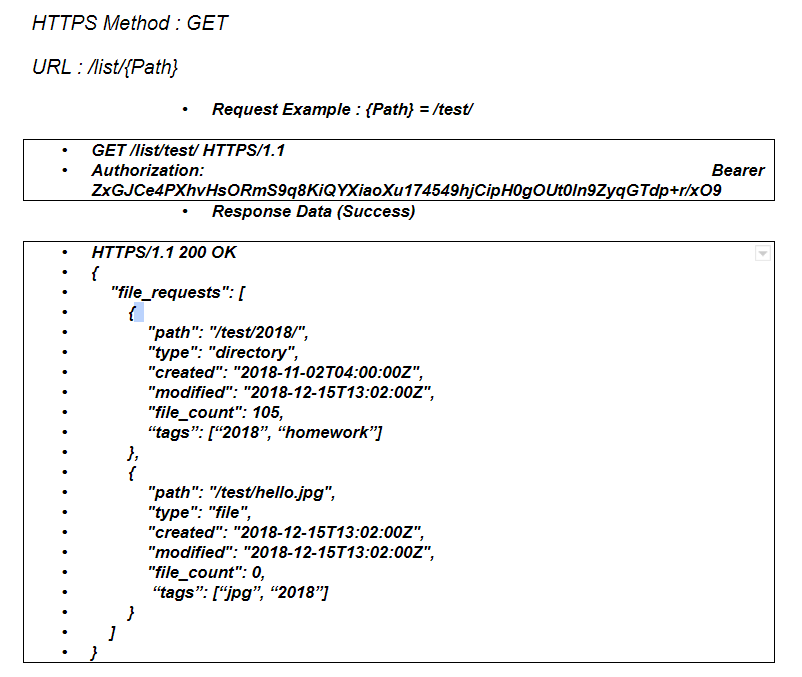 HTTPS Method : GET
URL : /list/{Path}
• Request Example : {Path} = /test/
• GET /list/test/ HTTPS/1.1
• Authorization: Bearer
ZxGJCe4PXhvHsORmS9q8KiQYXiaoXu174549hjCipH0gOUt0In9ZyqGTdp+r/xO9
• Response Data (Success)
• HTTPS/1.1 200 OK
• {
• "file_requests": [
• {
• "path": "/test/2018/",
• "type": "directory",
• "created": "2018-11-02T04:00:00Z",
• "modified": "2018-12-15T13:02:00Z",
• "file_count": 105,
• “tags”: [“2018”, “homework”]
• },
• {
• "path": "/test/hello.jpg",
• "type": "file",
• "created": "2018-12-15T13:02:00Z",
• "modified": "2018-12-15T13:02:00Z",
• "file_count": 0,
• “tags”: [“jpg”, “2018”]
• }
• ]
• }